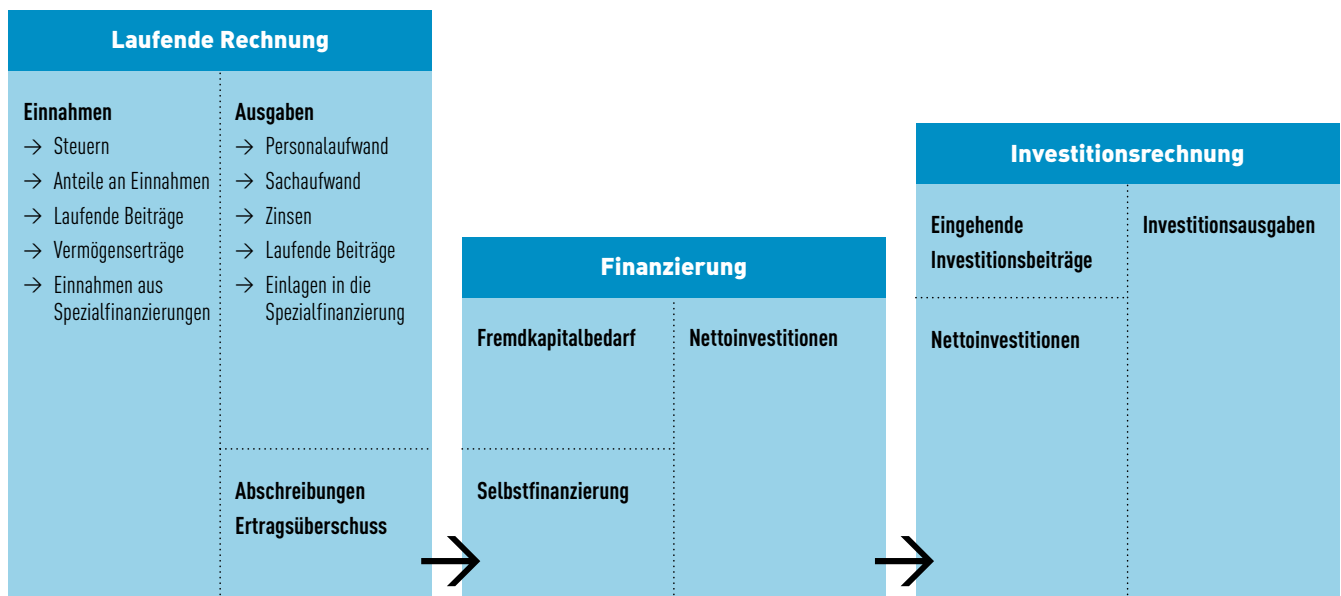 Laufende Rechnung
Einnahmen
→ Steuern
→ Anteile an Einnahmen
→ Laufende Beiträge
→ Vermögenserträge
→ Einnahmen aus
Spezialfinanzierungen
Ausgaben
→ Personalaufwand
→ Sachaufwand
→ Zinsen
→ Laufende Beiträge
→ Einlagen in die
Spezialfinanzierung
Abschreibungen
Ertragsüberschuss
Finanzierung
Fremdkapitalbedarf
Selbstfinanzierung
Nettoinvestitionen
Investitionsrechnung
Eingehende
Investitionsbeiträge
Nettoinvestitionen
Investitionsausgaben